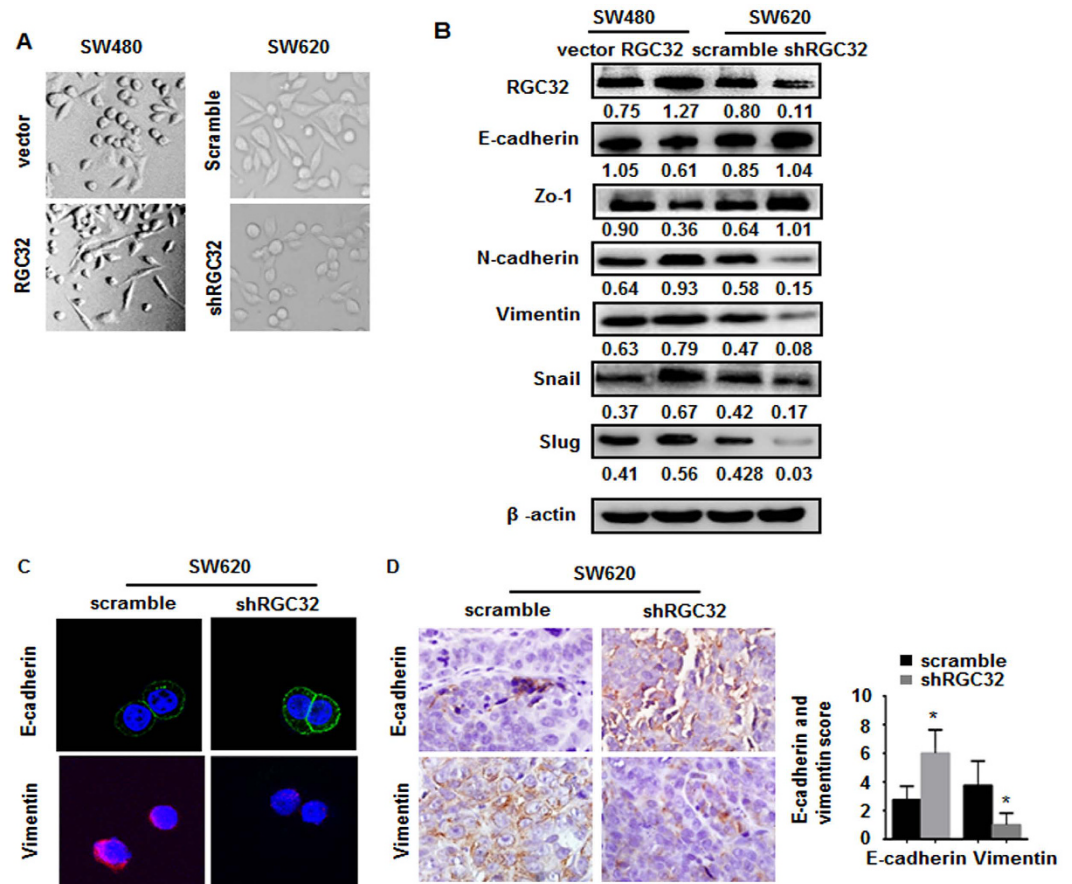 A
SW480
SW620
vector
Scramble
RGC32
shRGC32
B
SW480
SW620
vector RGC32 scramble shRGC32
RGC32
0.75 1.27 0.80 0.11
E-cadherin
1.05 0.61 0.85 1.04
Zo-1
0.90 0.36 0.64 1.01
N-cadherin
0.64 0.93 0.58 0.15
Vimentin
0.63 0.79 0.47 0.08
Snail
0.37 0.67 0.42 0.17
Slug
0.41 0.56 0.428 0.03
β -actin
C
SW620
scramble shRGC32
E-cadherin
Vimentin
D
SW620
scramble shRGC32
E-cadherin
Vimentin
scramble
shRGC32
E-cadherin and
vimentin score
10
8
6
4
2
0
*
*
E-cadherin Vimentin